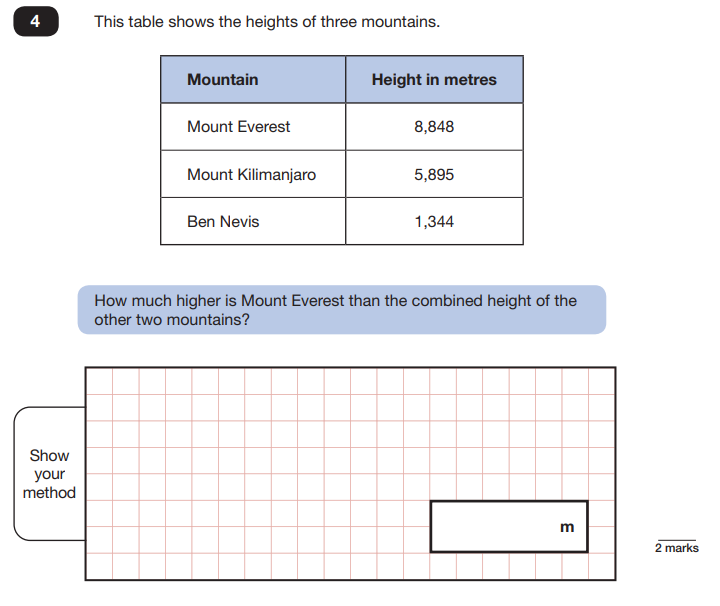 4 This table shows the heights of three mountains.
Mountain Height in metres
Mount Everest 8,848
Mount Kilimanjaro 5,895
Ben Nevis 1,344
How much higher is Mount Everest than the combined height of the
other two mountains?
Show
your
method
m
2 marks